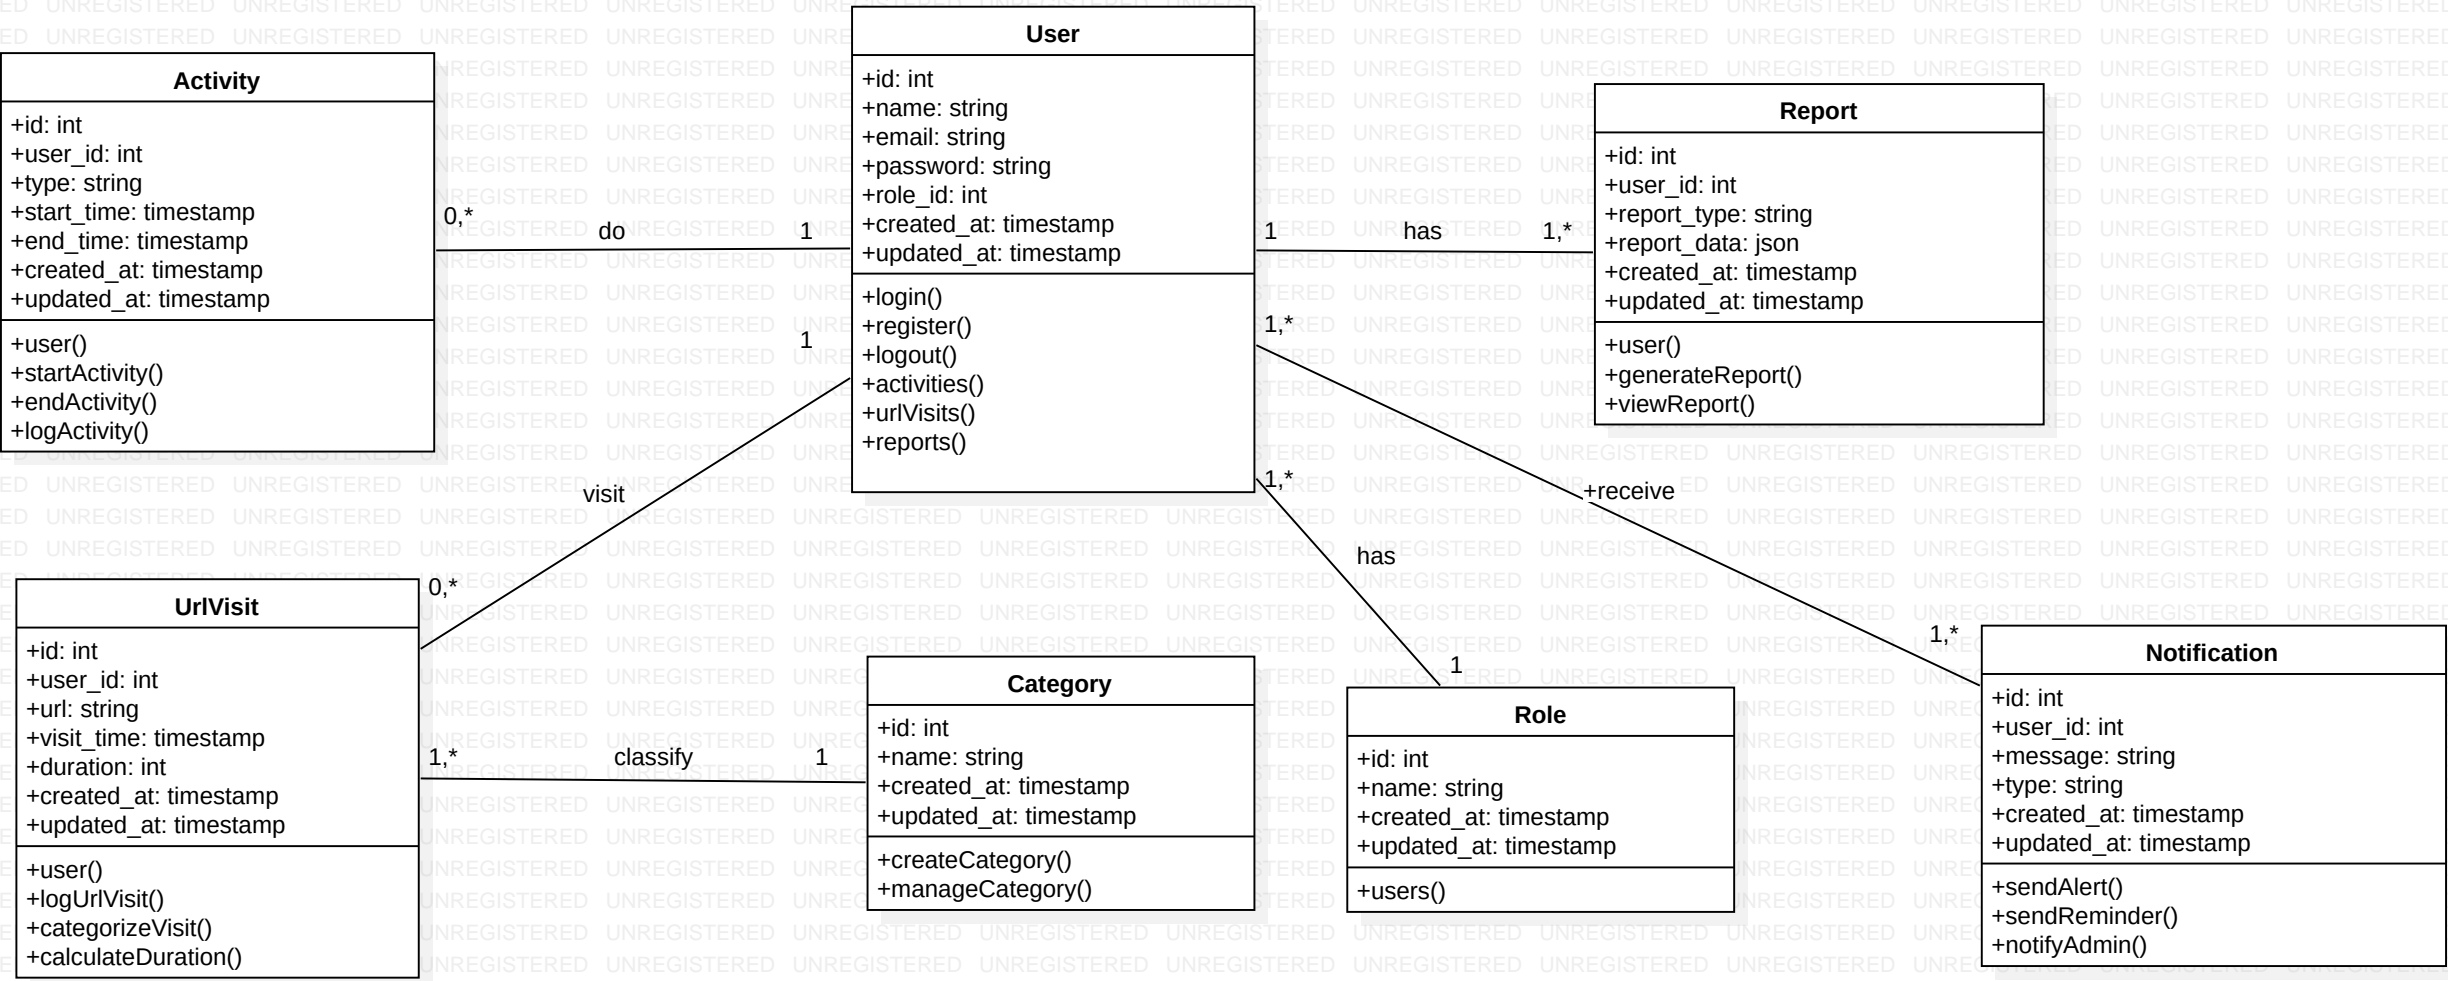 Activity
+id: int
+user_id: int
+type: string
+start_time: timestamp
+end_time: timestamp
+created_at: timestamp
+updated_at: timestamp
+user()
+startActivity()
+endActivity()
+logActivity()
0,*
do
1
User
+id: int
+name: string
+email: string
+password: string
+role_id: int
+created_at: timestamp
+updated_at: timestamp
+login()
+register()
+logout()
+activities()
+urlVisits()
+reports()
1
has
1,*
Report
+id: int
+user_id: int
+report_type: string
+report_data: json
+created_at: timestamp
+updated_at: timestamp
+user()
+generateReport()
+viewReport()
1
visit
0,*
1,*
+receive
1,*
1,*
has
1
UrlVisit
+id: int
+user_id: int
+url: string
+visit_time: timestamp
+duration: int
+created_at: timestamp
+updated_at: timestamp
+user()
+logUrlVisit()
+categorizeVisit()
+calculateDuration()
1,*
classify
1
Category
+id: int
+name: string
+created_at: timestamp
+updated_at: timestamp
+createCategory()
+manageCategory()
Role
+id: int
+name: string
+created_at: timestamp
+updated_at: timestamp
+users()
Notification
+id: int
+user_id: int
+message: string
+type: string
+created_at: timestamp
+updated_at: timestamp
+sendAlert()
+sendReminder()
+notifyAdmin()
UNREGISTERED